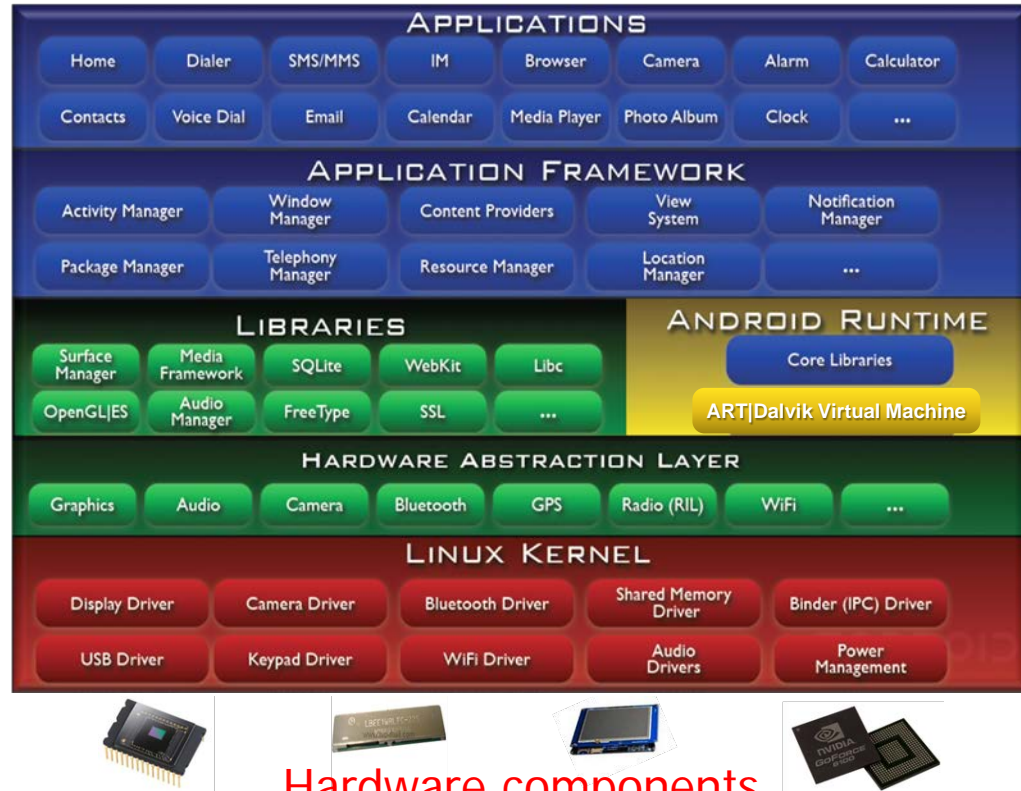 APPLICATIONS
Home Dialer SMS/MMS IM Browser Camera Alarm Calculator
Contacts Voice Dial Email Calendar Media Player Photo Album Clock ...
APPLICATION FRAMEWORK
Activity Manager Window Manager Content Providers View System Notification Manager
Package Manager Telephony Manager Resource Manager Location Manager ...
LIBRARIES
Surface Manager Media Framework SQLite WebKit Libc
OpenGL|ES Audio Manager FreeType SSL ...
ANDROID RUNTIME
Core Libraries
ART|Dalvik Virtual Machine
HARDWARE ABSTRACTION LAYER
Graphics Audio Camera Bluetooth GPS Radio (RIL) WiFi ...
LINUX KERNEL
Display Driver Camera Driver Bluetooth Driver Shared Memory Driver Binder (IPC) Driver
USB Driver Keypad Driver WiFi Driver Audio Drivers Power Management
NVIDIA
GOFORCE
Hardware components